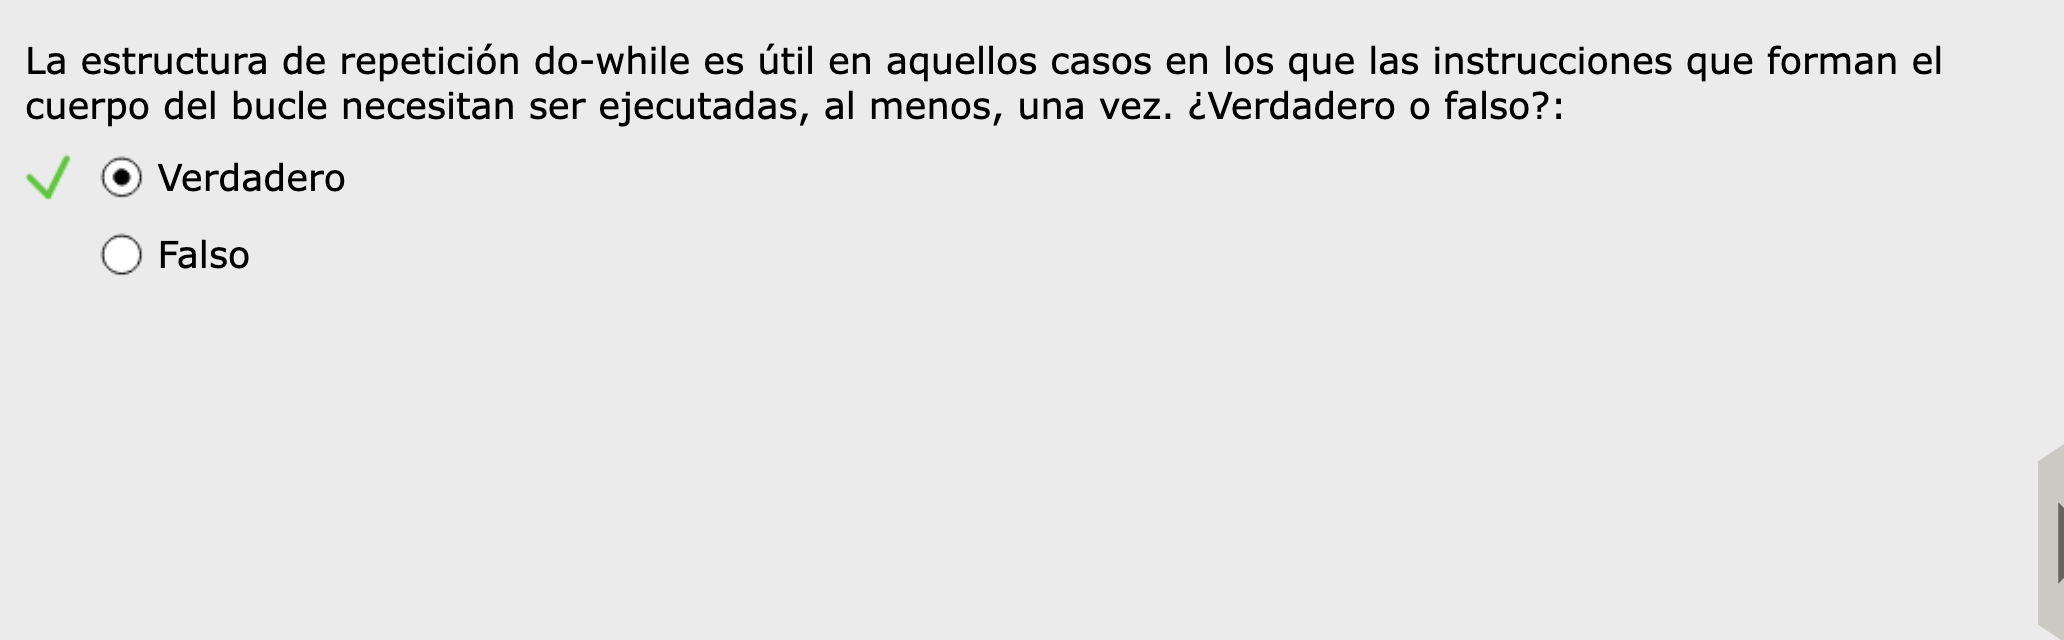 La estructura de repetición do-while es útil en aquellos casos en los que las instrucciones que forman el
cuerpo del bucle necesitan ser ejecutadas, al menos, una vez. ¿Verdadero o falso?:
Verdadero
Falso